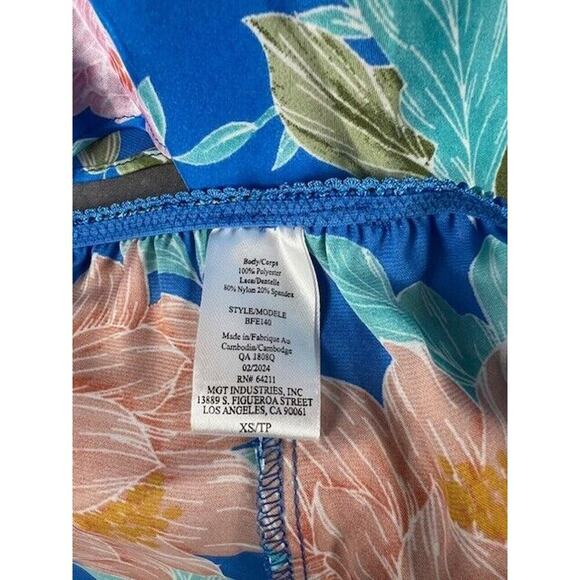 Body/Corps
100% Polyester
Lace/Dentelle
80% Nylon 20% Spandex
STYLE/MODELE
BFE140
Made in/Fabrique Au
Cambodia/Cambodge
QA 1808Q
02/2024
RN# 64211
MGT INDUSTRIES, INC
13889 S. FIGUEROA STREET
LOS ANGELES, CA 90061
XS/TP